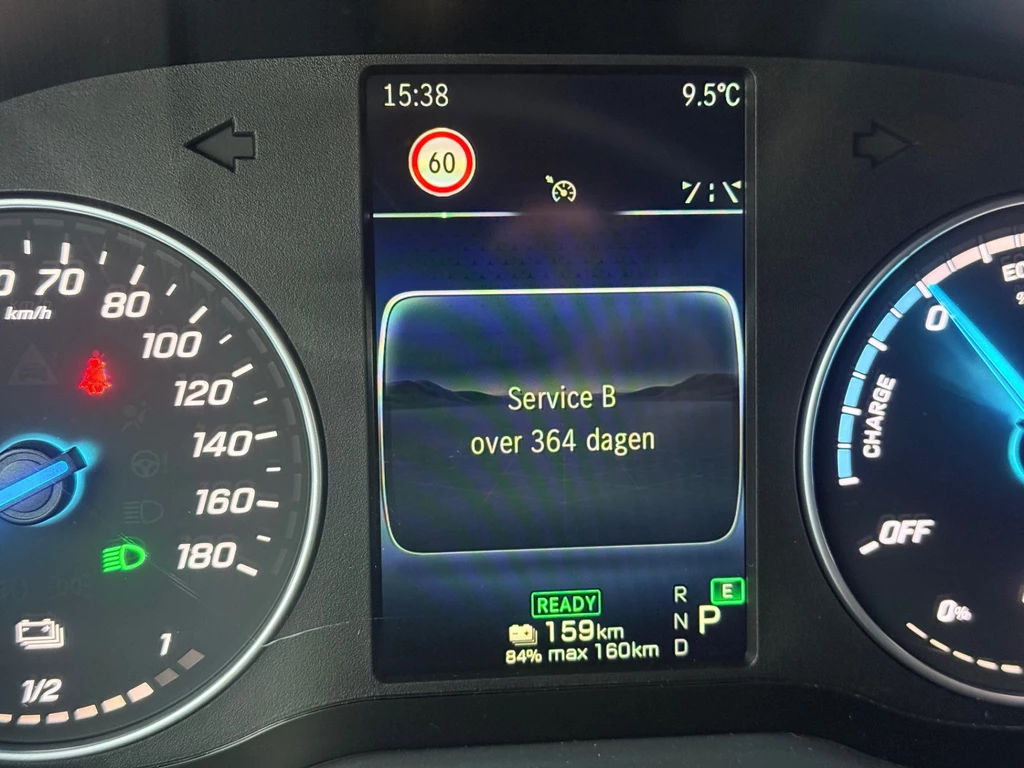 15:38
9.5°C
60
70
km/h
80
100
120
140
160
180
1
1/2
Service B
over 364 dagen
READY
159km
84% max 160km
R
N
D
P
E
0
CHARGE
OFF
0%